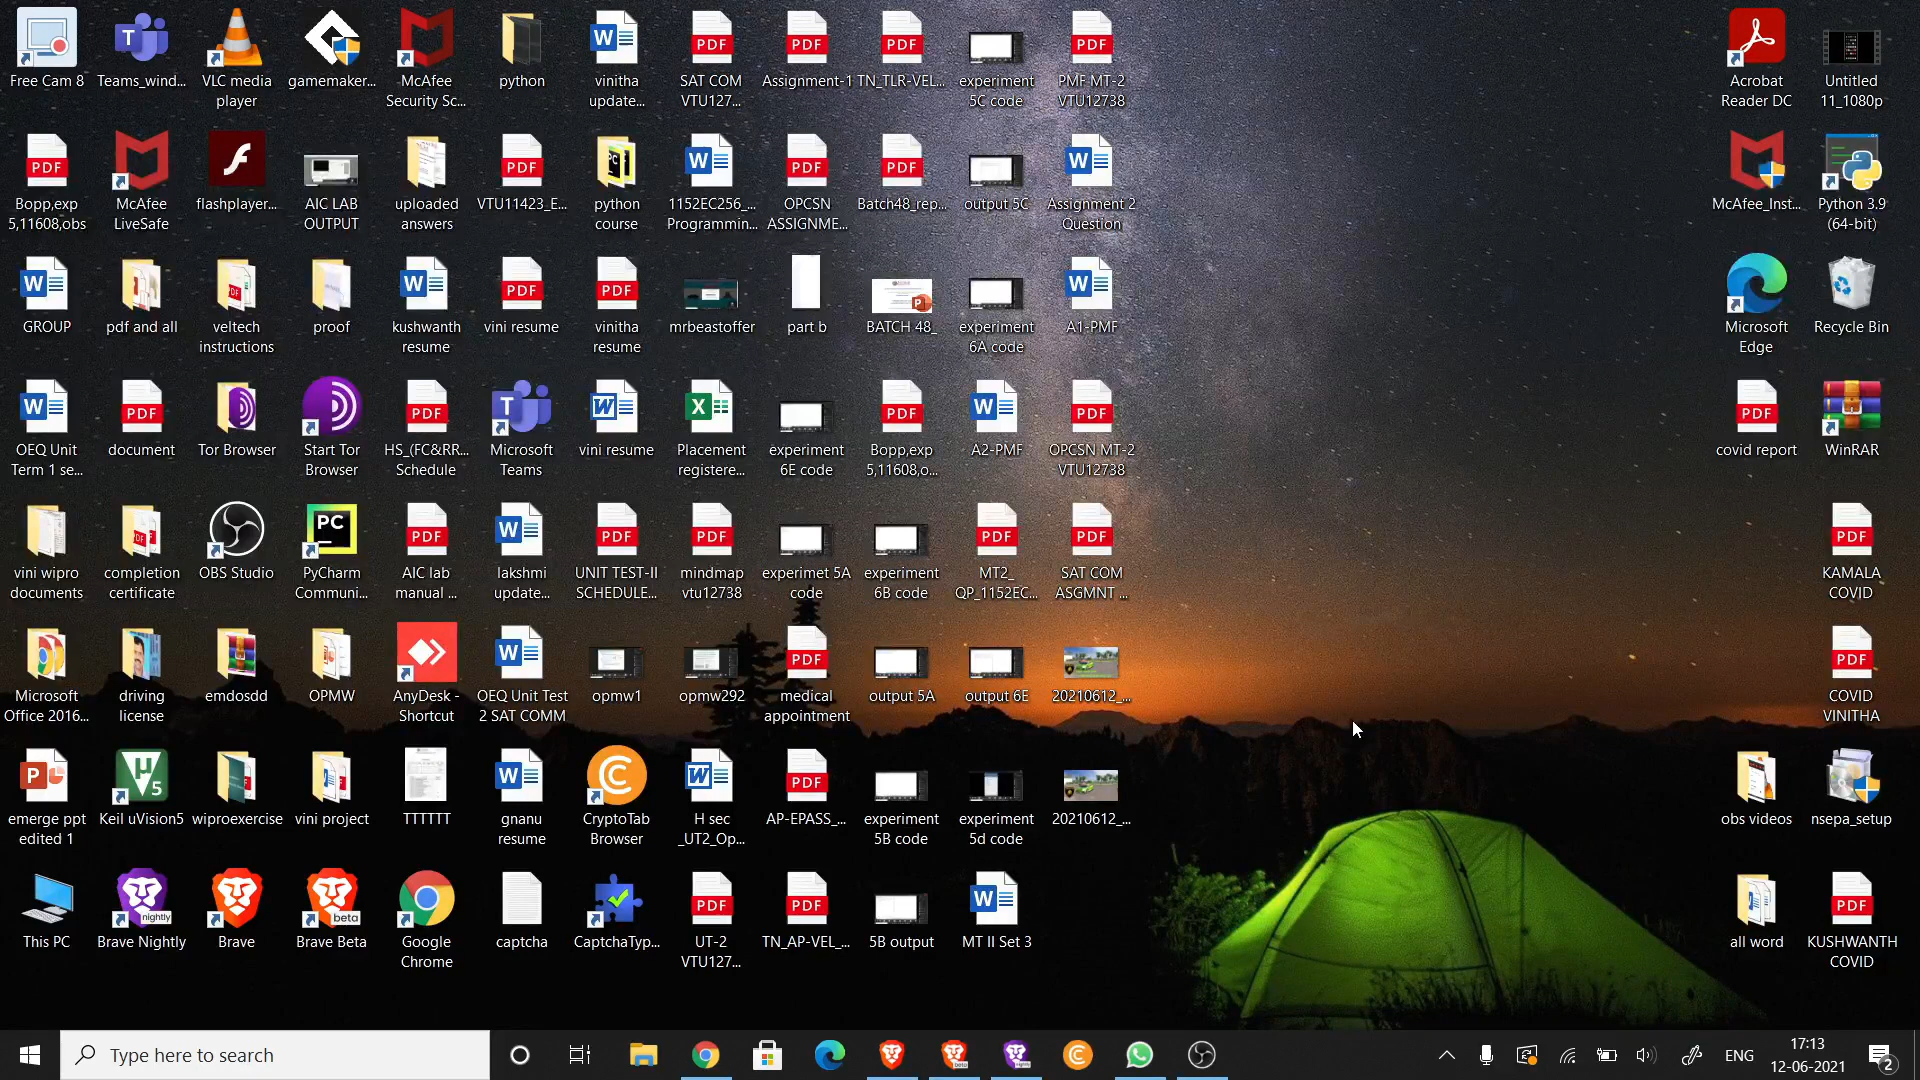 Free Cam 8
Teams_wind...
VLC media
player
gamemaker...
McAfee
Security Sc...
python
vinitha
update...
SAT COM
VTU127...
Assignment-1
TN_TLR-VEL...
experiment
5C code
PMF MT-2
VTU12738
Acrobat
Reader DC
Untitled
11_1080p
Bopp,exp
5,11608,obs
McAfee
LiveSafe
flashplayer...
AIC LAB
OUTPUT
uploaded
answers
VTU11423_E...
python
course
1152EC256_...
Programmin...
OPCSN
ASSIGNME...
Batch48_rep...
output 5C
Assignment 2
Question
McAfee_Inst...
Python 3.9
(64-bit)
GROUP
pdf and all
veltech
instructions
proof
kushwanth
resume
vini resume
vinitha
resume
mrbeastoffer
part b
BATCH 48_
experiment
6A code
A1-PMF
Microsoft
Edge
Recycle Bin
OEQ Unit
Term 1 se...
document
Tor Browser
Start Tor
Browser
HS_(FC&RR...
Schedule
Microsoft
Teams
vini resume
Placement
registere...
experiment
6E code
Bopp,exp
5,11608,o...
A2-PMF
OPCSN MT-2
VTU12738
covid report
WinRAR
vini wipro
documents
completion
certificate
OBS Studio
PyCharm
Communi...
AIC lab
manual ...
lakshmi
update...
UNIT TEST-II
SCHEDULE...
mindmap
vtu12738
experimet 5A
code
experiment
6B code
MT2_
QP_1152EC...
SAT COM
ASGMNT ...
KAMALA
COVID
Microsoft
Office 2016...
driving
license
emdosdd
OPMW
AnyDesk -
Shortcut
OEQ Unit Test
2 SAT COMM
opmw1
opmw292
medical
appointment
output 5A
output 6E
20210612_...
COVID
VINITHA
emerge ppt
edited 1
Keil uVision5
wiproexercise
vini project
TTTTTT
gnanu
resume
CryptoTab
Browser
H sec
_UT2_Op...
AP-EPASS_...
experiment
5B code
experiment
5d code
20210612_...
obs videos
nsepa_setup
This PC
Brave Nightly
Brave
Brave Beta
Google
Chrome
captcha
CaptchaTyp...
UT-2
VTU127...
TN_AP-VEL_...
5B output
MT II Set 3
all word
KUSHWANTH
COVID
Type here to search
ENG
17:13
12-06-2021
2